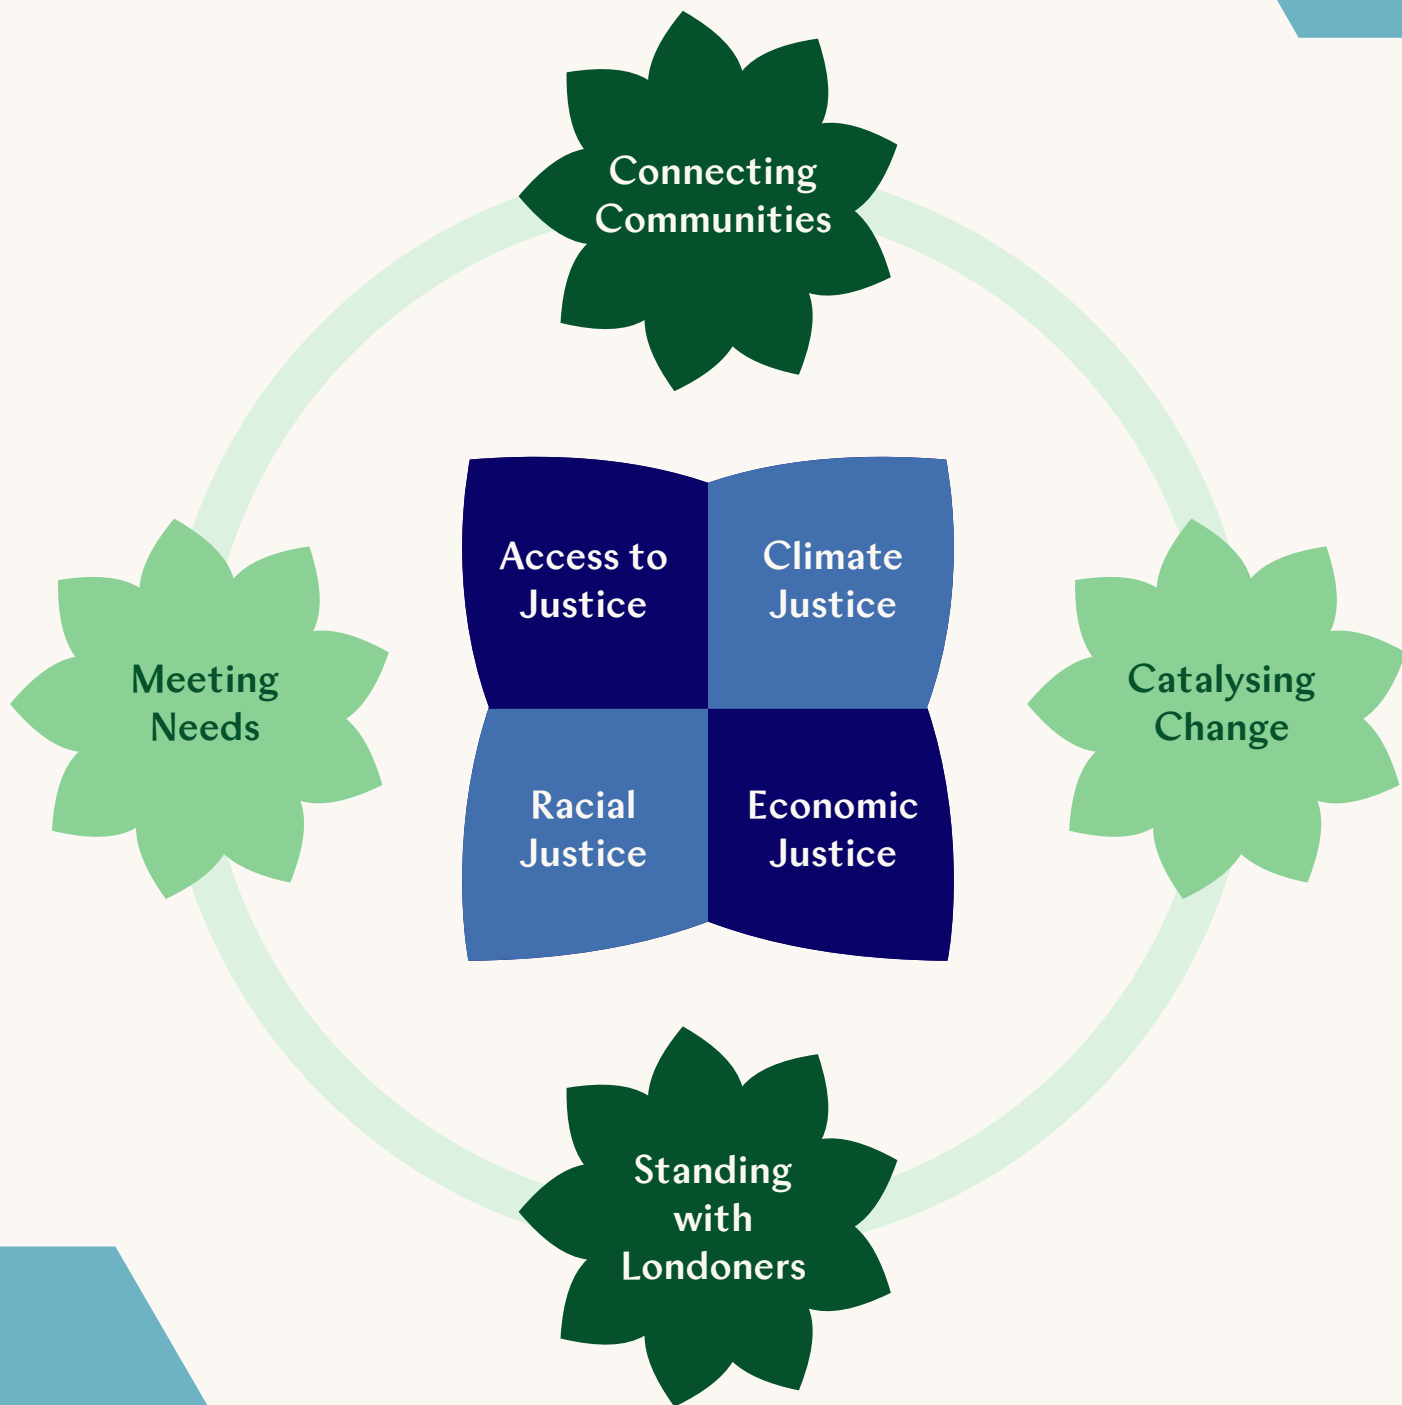 Connecting
Communities
Access to
Justice
Climate
Justice
Meeting
Needs
Catalysing
Change
Racial
Justice
Economic
Justice
Standing
with
Londoners